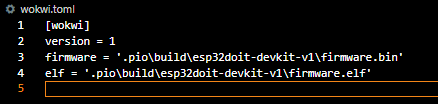 wokwi.toml
1 [wokwi]
2 version = 1
3 firmware = '.pio\build\esp32doit-devkit-v1\firmware.bin'
4 elf = '.pio\build\esp32doit-devkit-v1\firmware.elf'
5